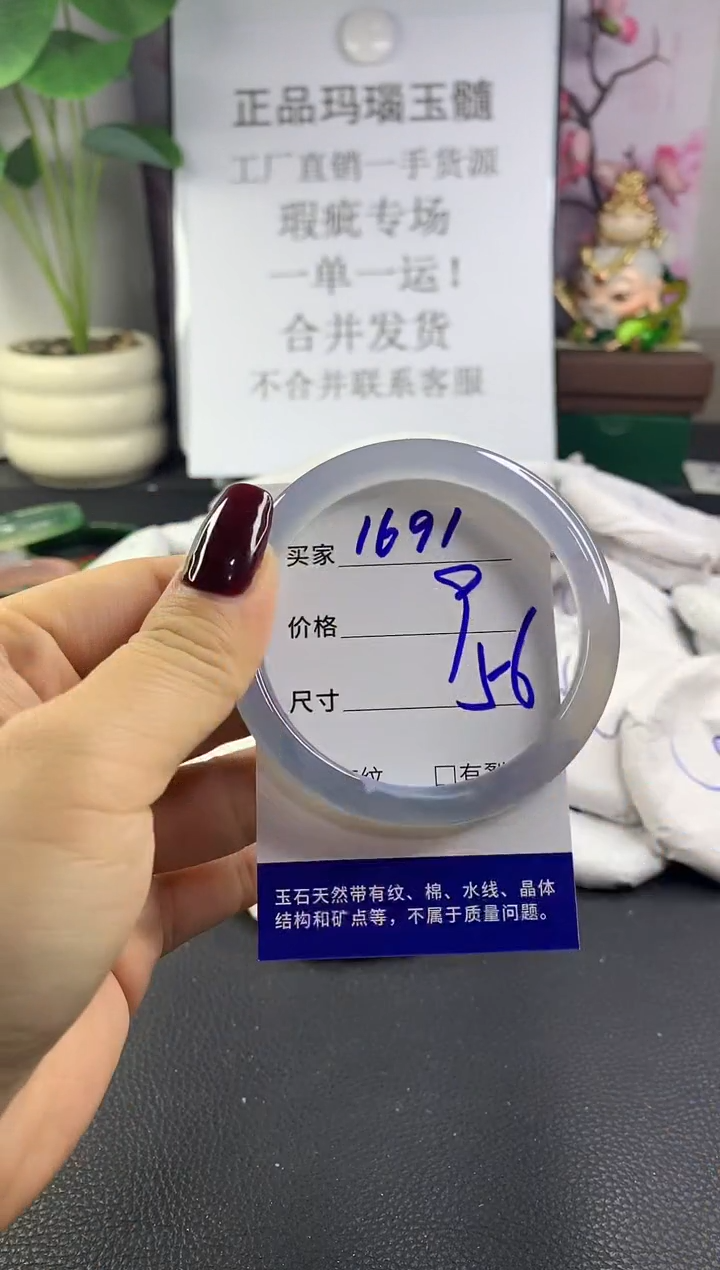 正品玛瑙玉髓
工厂直销一手货源
瑕疵专场
一单一运！
合并发货
不合并联系客服
买家 1691
价格
尺寸 56
纹 □有裂
玉石天然带有纹、棉、水线、晶体
结构和矿点等，不属于质量问题。